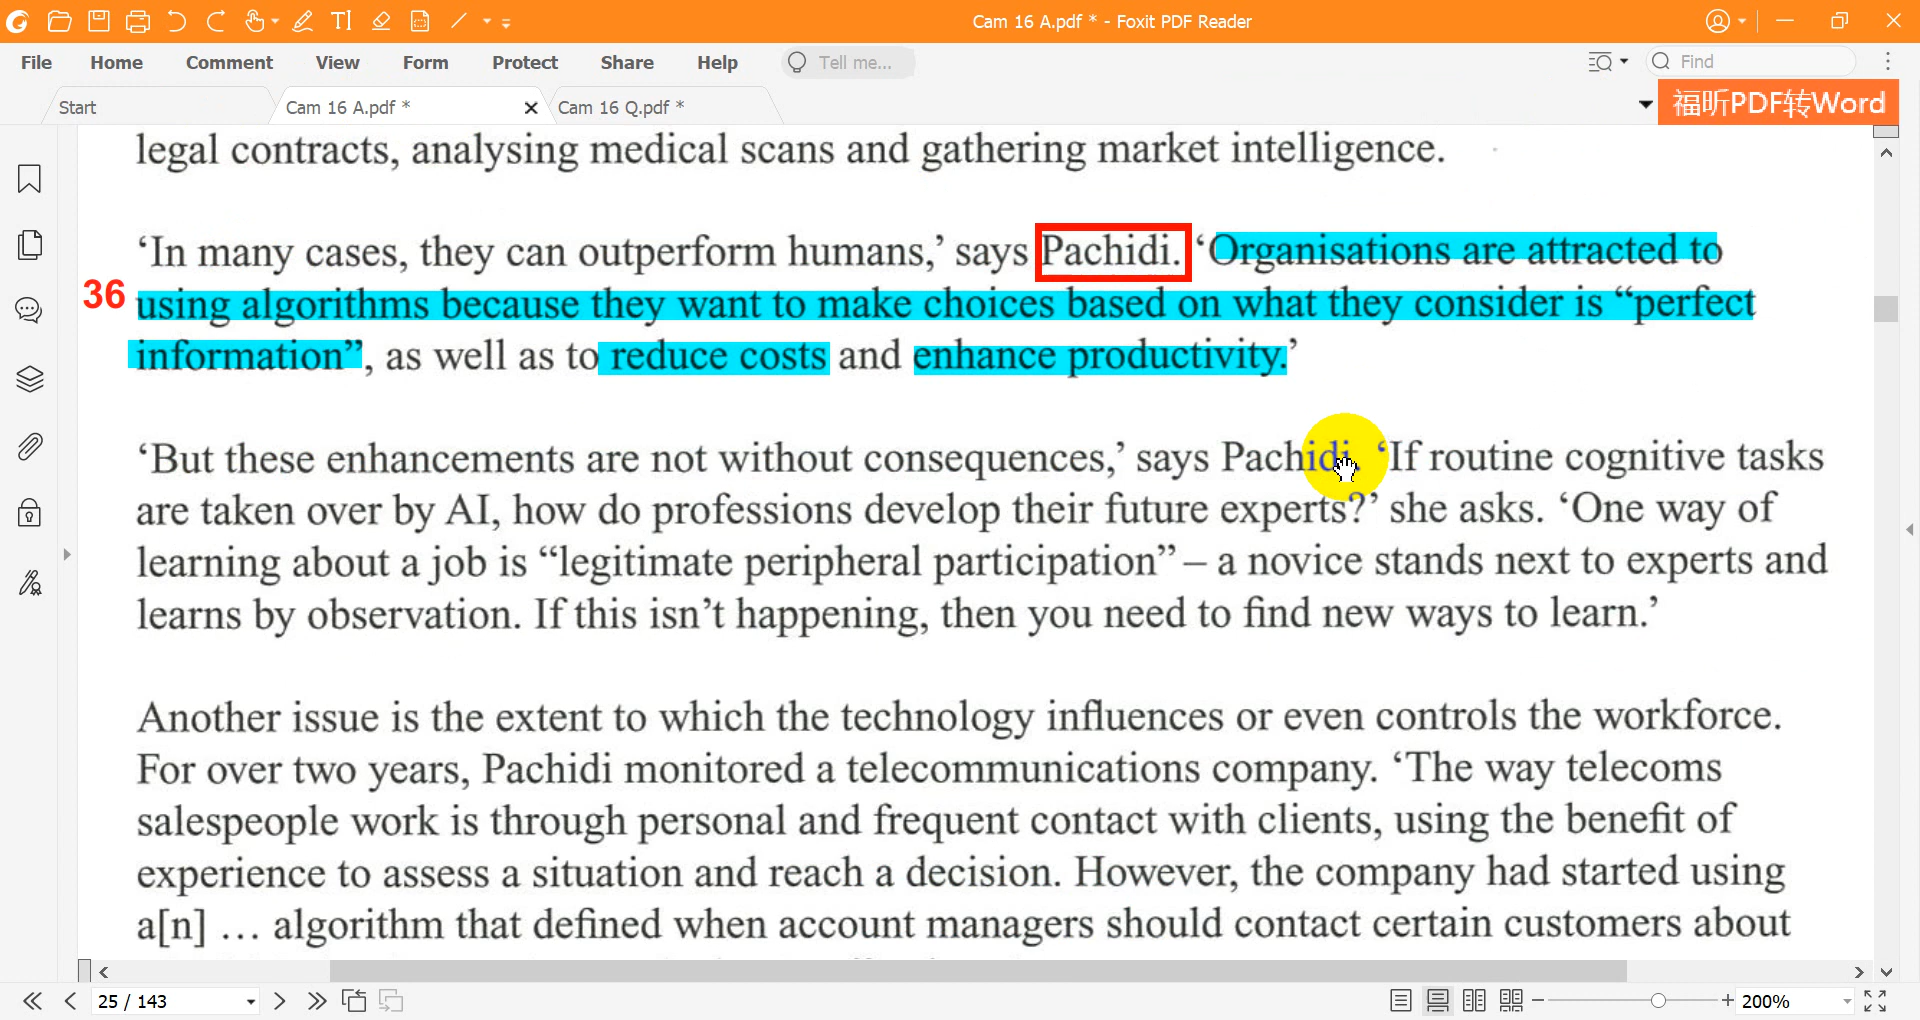 Cam 16 A.pdf * - Foxit PDF Reader
File Home Comment View Form Protect Share Help Tell me... Find
Start Cam 16 A.pdf * Cam 16 Q.pdf * 福昕PDF转Word
legal contracts, analysing medical scans and gathering market intelligence.
‘In many cases, they can outperform humans,’ says Pachidi. ‘Organisations are attracted to
36 using algorithms because they want to make choices based on what they consider is “perfect
information”, as well as to reduce costs and enhance productivity.’
‘But these enhancements are not without consequences,’ says Pachidi. ‘If routine cognitive tasks
are taken over by AI, how do professions develop their future experts?’ she asks. ‘One way of
learning about a job is “legitimate peripheral participation” – a novice stands next to experts and
learns by observation. If this isn’t happening, then you need to find new ways to learn.’
Another issue is the extent to which the technology influences or even controls the workforce.
For over two years, Pachidi monitored a telecommunications company. ‘The way telecoms
salespeople work is through personal and frequent contact with clients, using the benefit of
experience to assess a situation and reach a decision. However, the company had started using
a[n] … algorithm that defined when account managers should contact certain customers about
25 / 143 200%